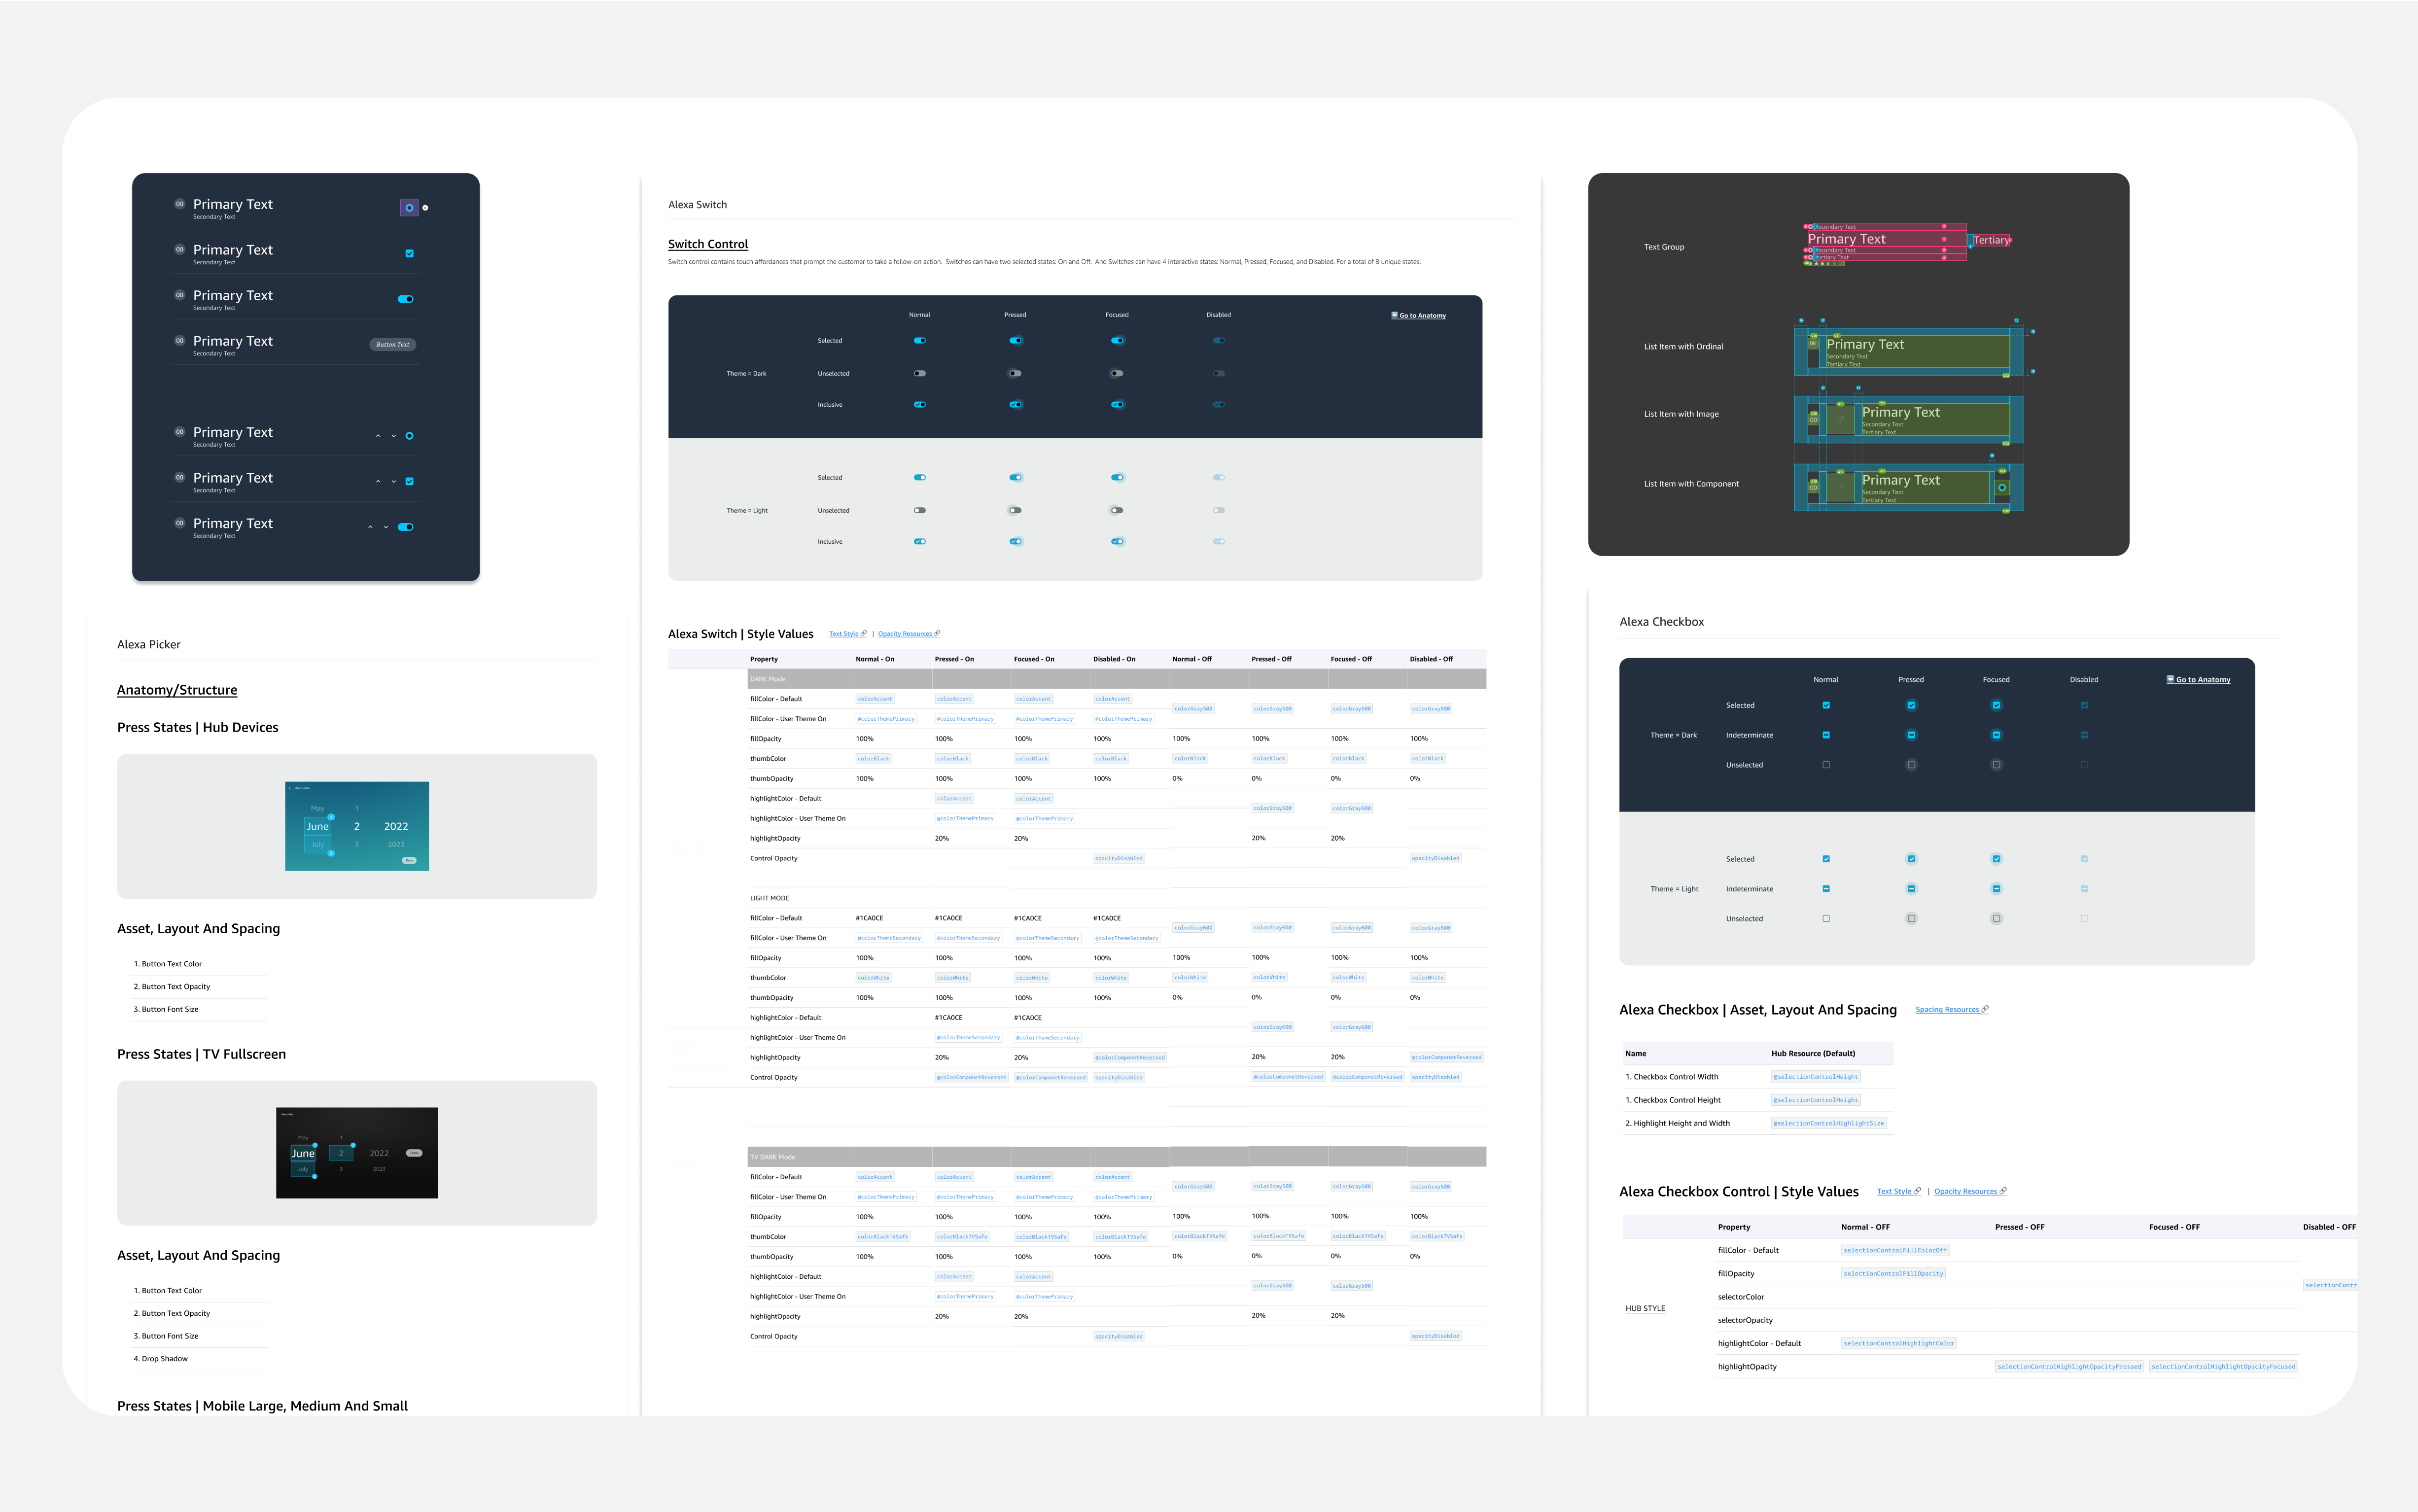 00 Primary Text
Secondary Text
00 Primary Text
Secondary Text
00 Primary Text
Secondary Text
00 Primary Text
Secondary Text
Button Text
00 Primary Text
Secondary Text
00 Primary Text
Secondary Text
00 Primary Text
Secondary Text
Alexa Picker
Anatomy/Structure
Press States | Hub Devices
May 1
June 2 2022
July 3 2023
Asset, Layout And Spacing
1. Button Text Color
2. Button Text Opacity
3. Button Font Size
Press States | TV Fullscreen
May 1
June 2 2022
July 3 2023
Asset, Layout And Spacing
1. Button Text Color
2. Button Text Opacity
3. Button Font Size
4. Drop Shadow
Press States | Mobile Large, Medium And Small
Alexa Switch
Switch Control
Switch control contains touch affordances that prompt the customer to take a follow-on action. Switches can have two selected states: On and Off. And Switches can have 4 interactive states: Normal, Pressed, Focused, and Disabled. For a total of 8 unique states.
Normal Pressed Focused Disabled Go to Anatomy
Selected
Theme = Dark Unselected
Inclusive
Selected
Theme = Light Unselected
Inclusive
Alexa Switch | Style Values Text Style | Opacity Resources
Property Normal - On Pressed - On Focused - On Disabled - On Normal - Off Pressed - Off Focused - Off Disabled - Off
DARK Mode
fillColor - Default colorAccent colorAccent colorAccent colorAccent
colorGray500 colorGray500 colorGray500 colorGray500
fillColor - User Theme On @colorThemePrimary @colorThemePrimary @colorThemePrimary @colorThemePrimary
fillOpacity 100% 100% 100% 100% 100% 100% 100% 100%
thumbColor colorBlack colorBlack colorBlack colorBlack colorBlack colorBlack colorBlack colorBlack
thumbOpacity 100% 100% 100% 100% 0% 0% 0% 0%
highlightColor - Default colorAccent colorAccent
colorGray500 colorGray500
highlightColor - User Theme On @colorThemePrimary @colorThemePrimary
highlightOpacity 20% 20% 20% 20%
Control Opacity opacityDisabled opacityDisabled
LIGHT MODE
fillColor - Default #1CA0CE #1CA0CE #1CA0CE #1CA0CE
colorGray600 colorGray600 colorGray600 colorGray600
fillColor - User Theme On @colorThemeSecondary @colorThemeSecondary @colorThemeSecondary @colorThemeSecondary
fillOpacity 100% 100% 100% 100% 100% 100% 100% 100%
thumbColor colorWhite colorWhite colorWhite colorWhite colorWhite colorWhite colorWhite colorWhite
thumbOpacity 100% 100% 100% 100% 0% 0% 0% 0%
highlightColor - Default #1CA0CE #1CA0CE
colorGray600 colorGray600
highlightColor - User Theme On @colorThemeSecondary @colorThemeSecondary
highlightOpacity 20% 20% @colorComponetReversed 20% 20% @colorComponetReversed
Control Opacity @colorComponetReversed @colorComponetReversed opacityDisabled @colorComponetReversed @colorComponetReversed opacityDisabled
TV DARK Mode
fillColor - Default colorAccent colorAccent colorAccent colorAccent
colorGray500 colorGray500 colorGray500 colorGray500
fillColor - User Theme On @colorThemePrimary @colorThemePrimary @colorThemePrimary @colorThemePrimary
fillOpacity 100% 100% 100% 100% 100% 100% 100% 100%
thumbColor colorBlackTVSafe colorBlackTVSafe colorBlackTVSafe colorBlackTVSafe colorBlackTVSafe colorBlackTVSafe colorBlackTVSafe colorBlackTVSafe
thumbOpacity 100% 100% 100% 100% 0% 0% 0% 0%
highlightColor - Default colorAccent colorAccent
colorGray500 colorGray500
highlightColor - User Theme On @colorThemePrimary @colorThemePrimary
highlightOpacity 20% 20% 20% 20%
Control Opacity opacityDisabled opacityDisabled
Text Group
Secondary Text
Primary Text Tertiary
Secondary Text
Tertiary Text
List Item with Ordinal
00 Primary Text
Secondary Text
Tertiary Text
List Item with Image
00 Primary Text
Secondary Text
Tertiary Text
List Item with Component
00 Primary Text
Secondary Text
Tertiary Text
Alexa Checkbox
Normal Pressed Focused Disabled Go to Anatomy
Selected
Theme = Dark Indeterminate
Unselected
Selected
Theme = Light Indeterminate
Unselected
Alexa Checkbox | Asset, Layout And Spacing Spacing Resources
Name Hub Resource (Default)
1. Checkbox Control Width @selectionControlHeight
1. Checkbox Control Height @selectionControlHeight
2. Highlight Height and Width @selectionControlHighlightSize
Alexa Checkbox Control | Style Values Text Style | Opacity Resources
Property Normal - OFF Pressed - OFF Focused - OFF Disabled - OFF
fillColor - Default selectionControlFillColorOff
fillOpacity selectionControlFillOpacity
selectionContr
selectorColor
HUB STYLE
selectorOpacity
highlightColor - Default selectionControlHighlightColor
highlightOpacity selectionControlHighlightOpacityPressed selectionControlHighlightOpacityFocused